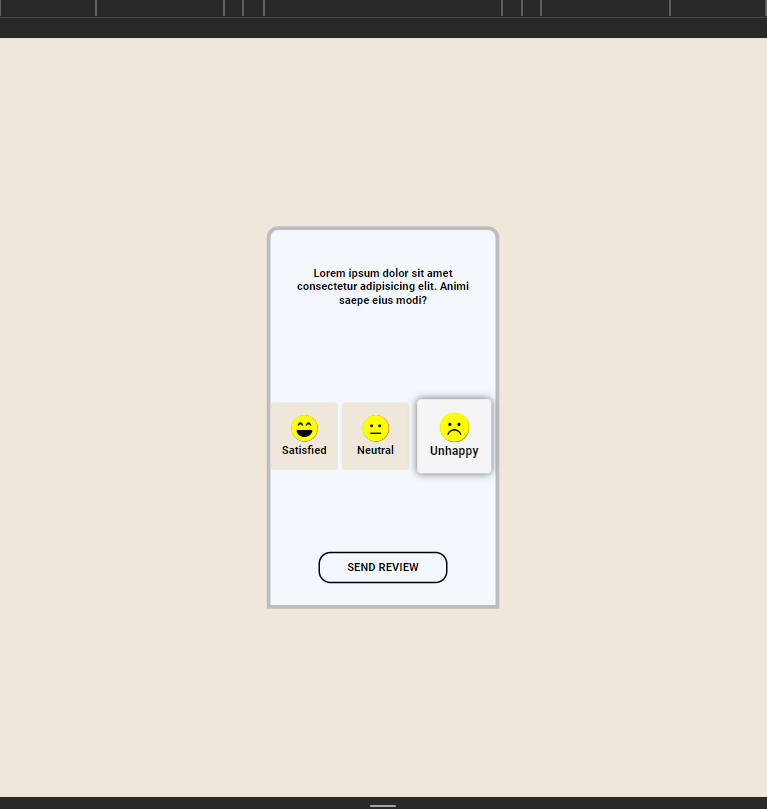 Lorem ipsum dolor sit amet
consectetur adipisicing elit. Animi
saepe eius modi?
Satisfied
Neutral
Unhappy
SEND REVIEW